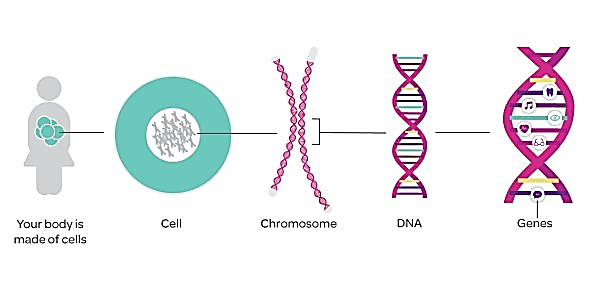 Your body is
made of cells
Cell
Chromosome
DNA
Genes